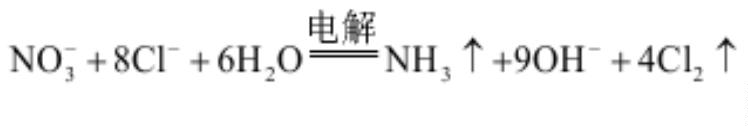 NO₃⁻ + 8Cl⁻ + 6H₂O ══电解══ NH₃ ↑ + 9OH⁻ + 4Cl₂ ↑